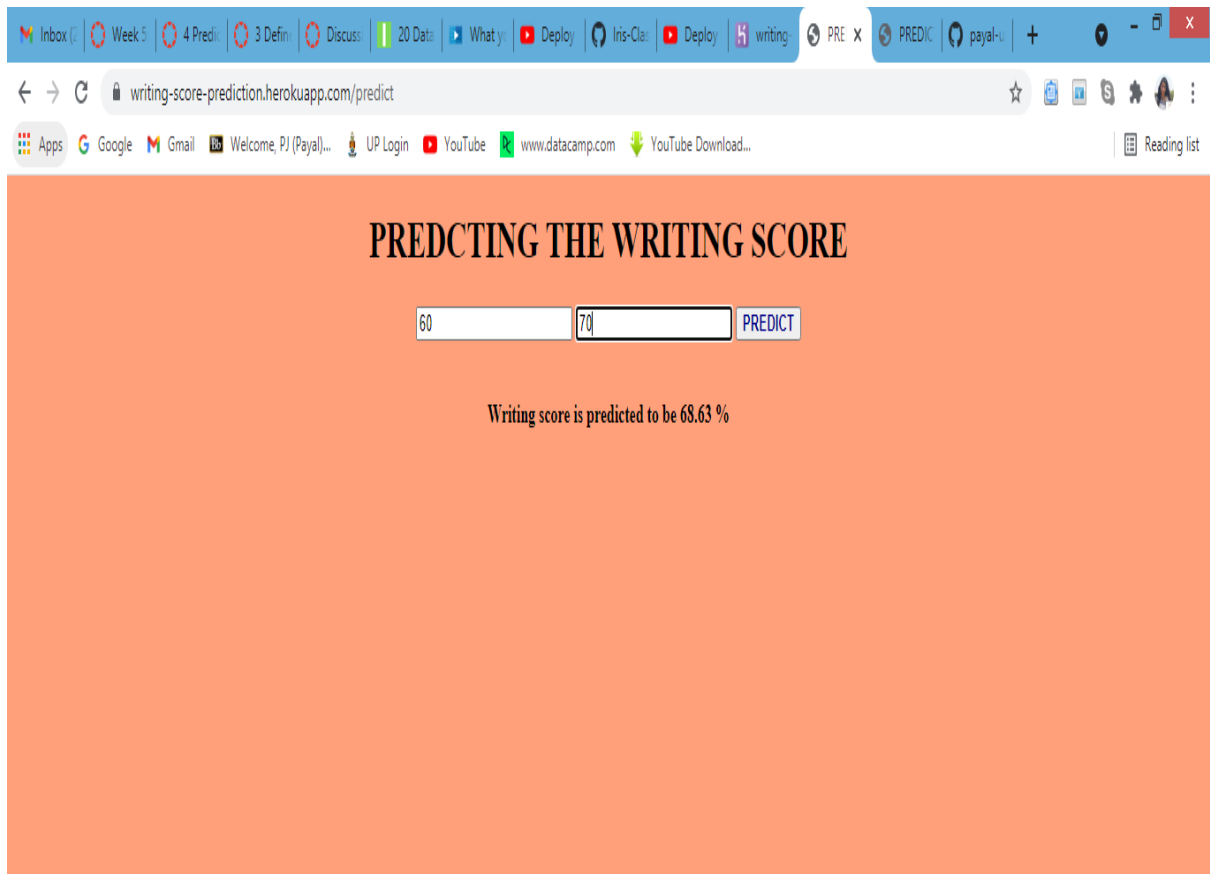 Inbox (2 Week 5 4 Predic 3 Defin Discuss 20 Data What yo Deploy Iris-Clas Deploy writing- PRE PREDIC payal-u
writing-score-prediction.herokuapp.com/predict
Apps Google Gmail Welcome, PJ (Payal)... UP Login YouTube www.datacamp.com YouTube Download... Reading list
PREDCTING THE WRITING SCORE
60 70 PREDICT
Writing score is predicted to be 68.63 %